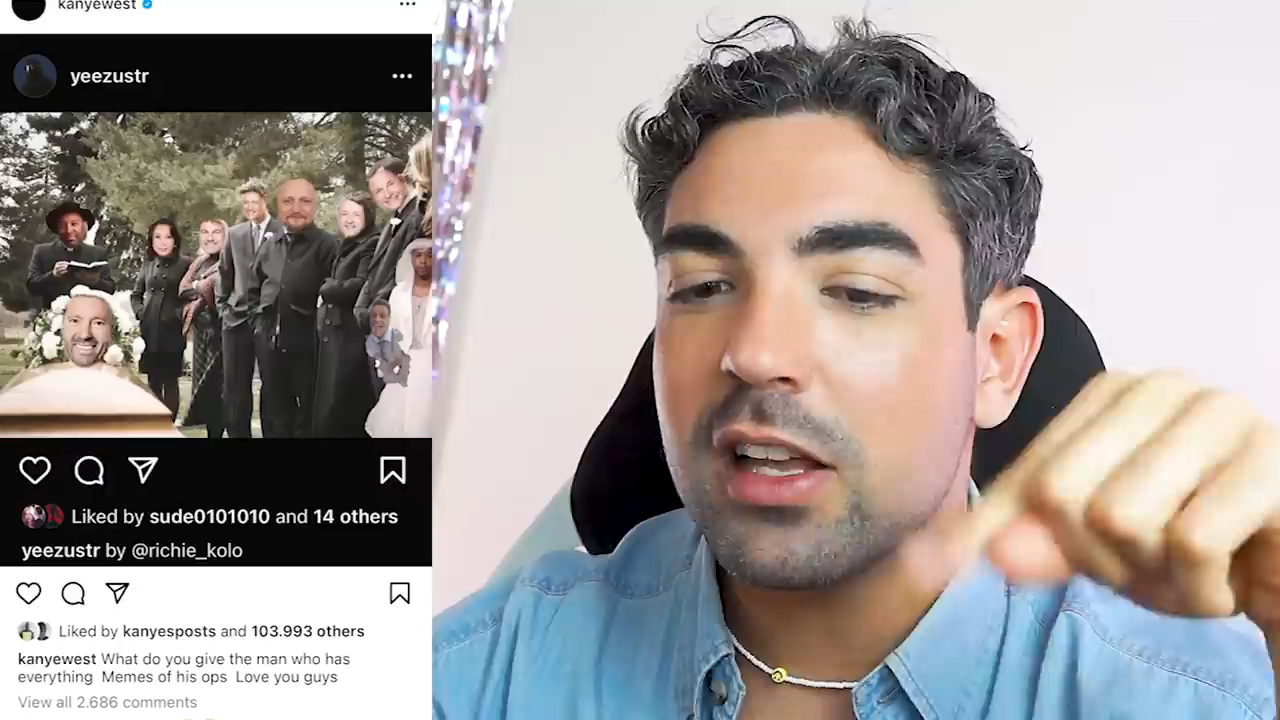 kanyewest
yeezustr
Liked by sude0101010 and 14 others
yeezustr by @richie_kolo
Liked by kanyesposts and 103.993 others
kanyewest What do you give the man who has
everything Memes of his ops Love you guys
View all 2.686 comments